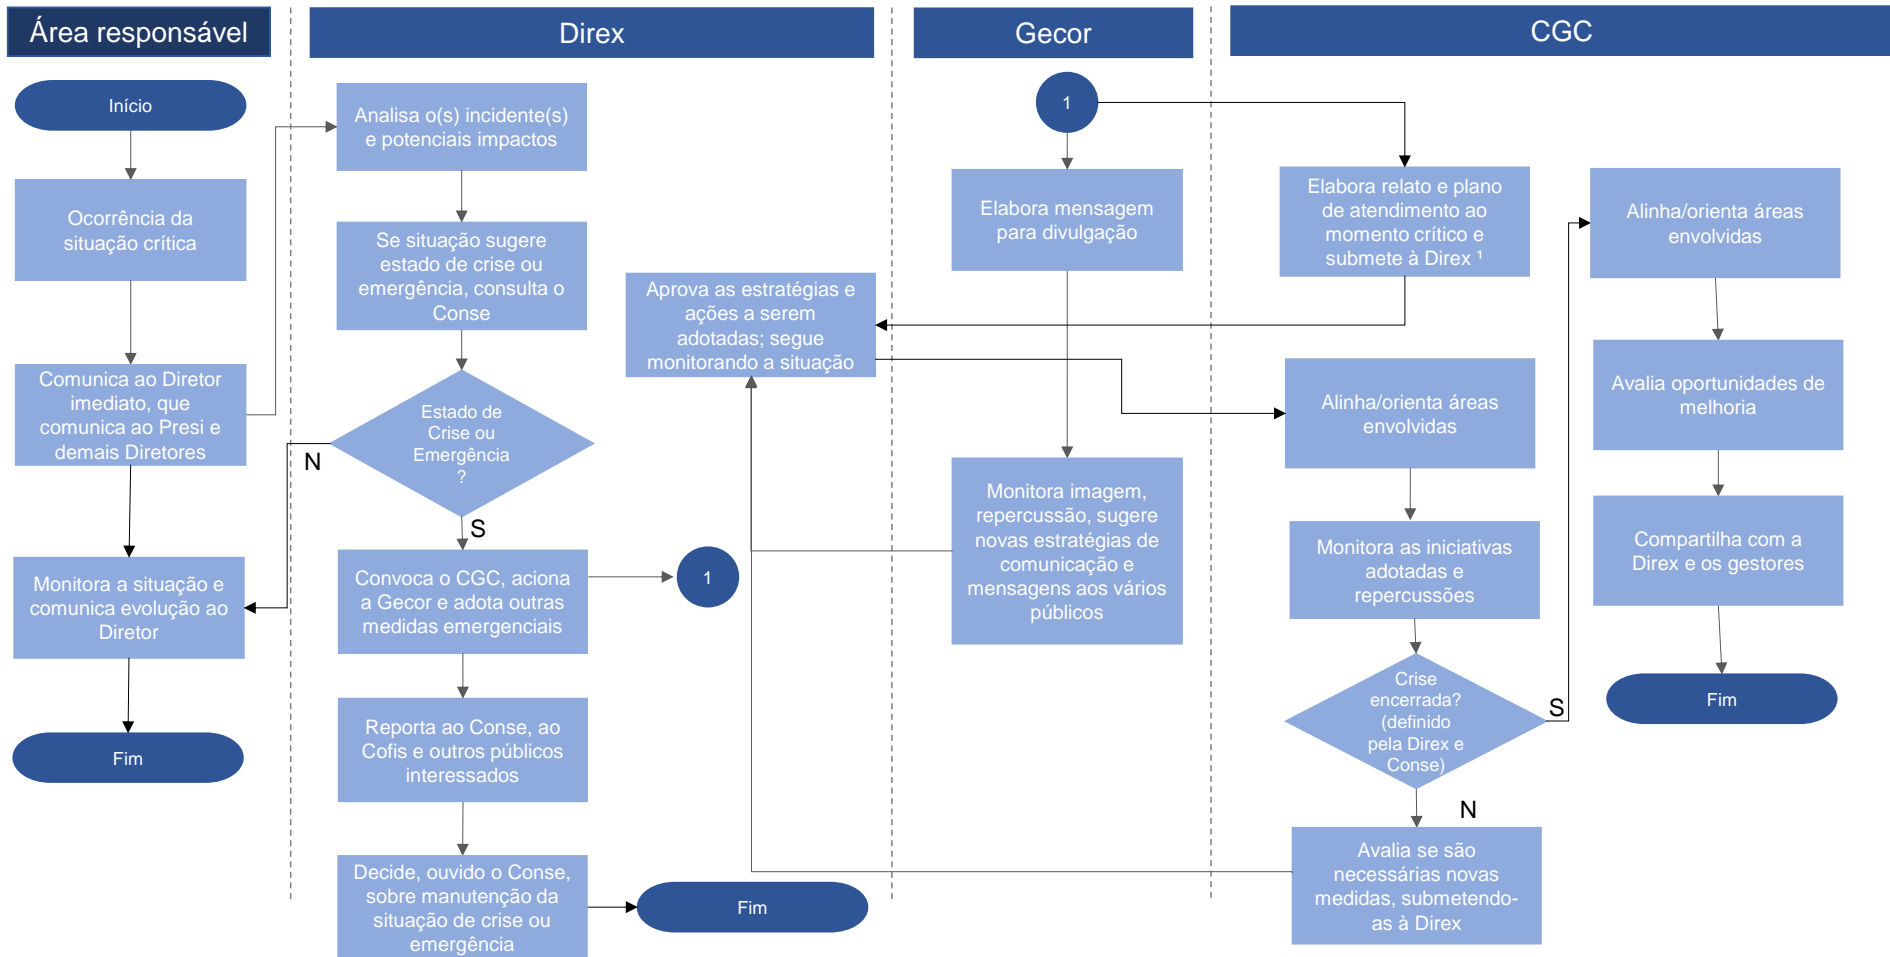 Área responsável
Direx
Gecor
CGC
Início
Ocorrência da
situação crítica
Comunica ao Diretor
imediato, que
comunica ao Presi e
demais Diretores
Monitora a situação e
comunica evolução ao
Diretor
Fim
Analisa o(s) incidente(s)
e potenciais impactos
Se situação sugere
estado de crise ou
emergência, consulta o
Conse
Estado de
Crise ou
Emergência
?
N
S
Convoca o CGC, aciona
a Gecor e adota outras
medidas emergenciais
1
Reporta ao Conse, ao
Cofis e outros públicos
interessados
Decide, ouvido o Conse,
sobre manutenção da
situação de crise ou
emergência
Fim
Aprova as estratégias e
ações a serem
adotadas; segue
monitorando a situação
1
Elabora mensagem
para divulgação
Monitora imagem,
repercussão, sugere
novas estratégias de
comunicação e
mensagens aos vários
públicos
Elabora relato e plano
de atendimento ao
momento crítico e
submete à Direx ¹
Alinha/orienta áreas
envolvidas
Monitora as iniciativas
adotadas e
repercussões
Crise
encerrada?
(definido
pela Direx e
Conse)
S
N
Avalia se são
necessárias novas
medidas, submetendo-
as à Direx
Alinha/orienta áreas
envolvidas
Avalia oportunidades de
melhoria
Compartilha com a
Direx e os gestores
Fim